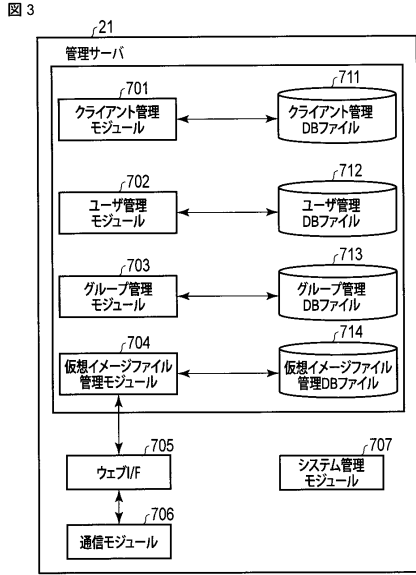 図3
21
管理サーバ
701
クライアント管理
モジュール
711
クライアント管理
DBファイル
702
ユーザ管理
モジュール
712
ユーザ管理
DBファイル
703
グループ管理
モジュール
713
グループ管理
DBファイル
704
仮想イメージファイル
管理モジュール
714
仮想イメージファイル
管理DBファイル
705
ウェブI/F
707
システム管理
モジュール
706
通信モジュール